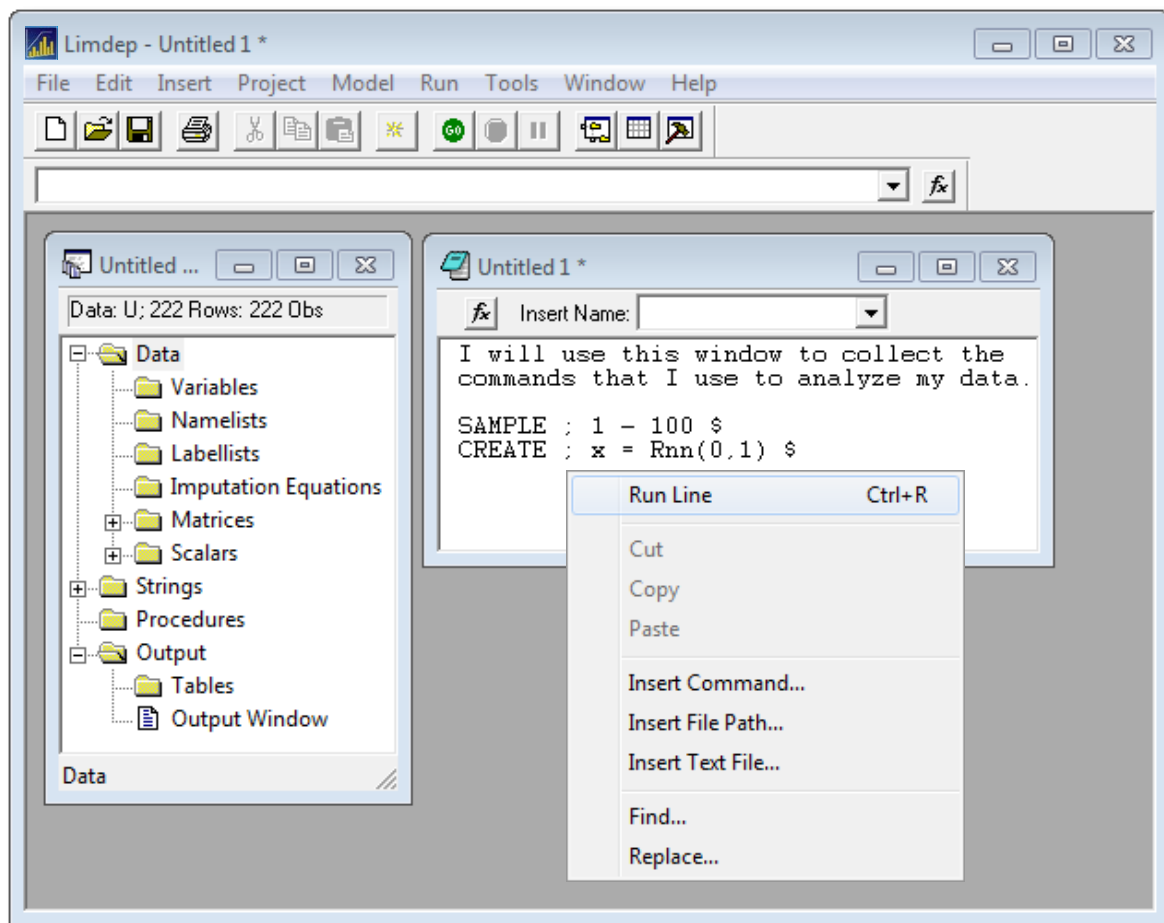 Limdep - Untitled 1 *
File Edit Insert Project Model Run Tools Window Help
GO
fx
Untitled ...
Data: U; 222 Rows: 222 Obs
Data
Variables
Namelists
Labellists
Imputation Equations
Matrices
Scalars
Strings
Procedures
Output
Tables
Output Window
Data
Untitled 1 *
fx Insert Name:
I will use this window to collect the
commands that I use to analyze my data.
SAMPLE ; 1 – 100 $
CREATE ; x = Rnn(0,1) $
Run Line Ctrl+R
Cut
Copy
Paste
Insert Command...
Insert File Path...
Insert Text File...
Find...
Replace...